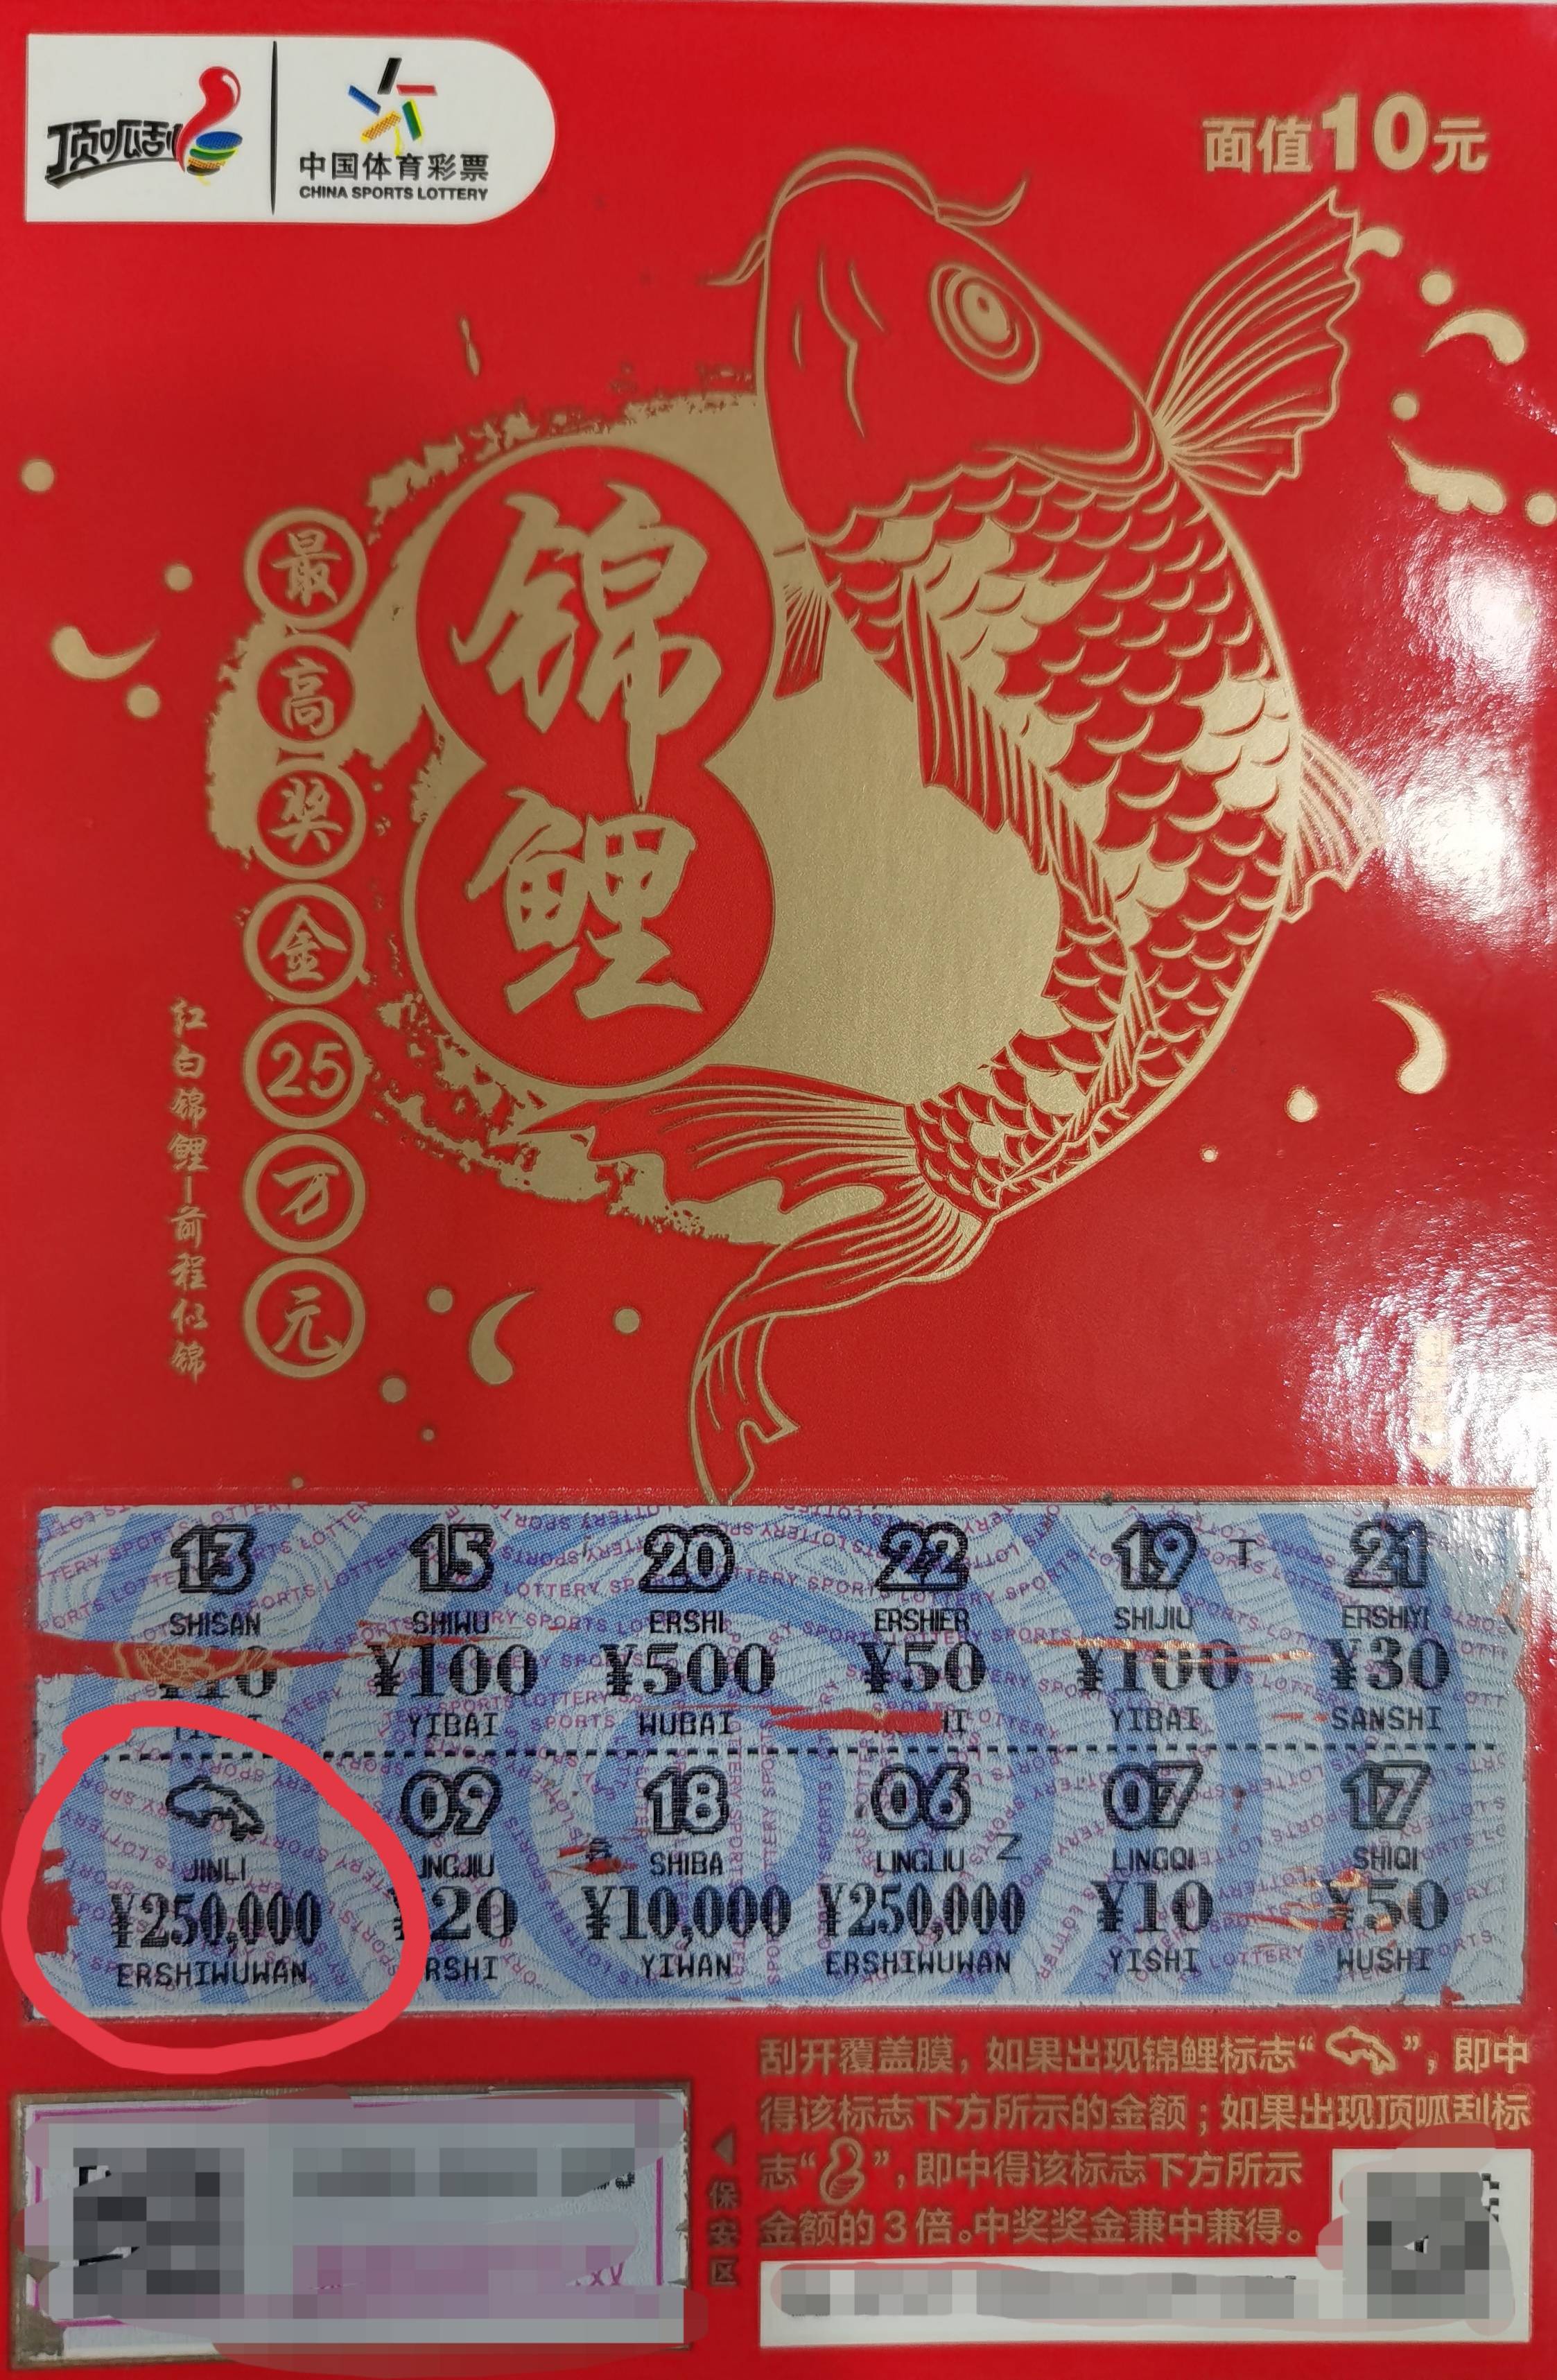 顶呱刮
中国体育彩票
CHINA SPORTS LOTTERY
面值10元
锦鲤
最高奖金25万元
红白锦鲤—前程似锦
13 15 20 22 19 T 21
SHISAN SHIWU ERSHI ERSHIER SHIJIU ERSHIYI
¥10 ¥100 ¥500 ¥50 ¥100 ¥30
YIBAI WUBAI YIBAI SANSHI
09 18 06 Z 07 17
JINLI SHIBA LINGLIU LINGQI SHIQI
¥250,000 20 ¥10,000 ¥250,000 ¥10 ¥50
ERSHIWUWAN RSHI YIWAN ERSHIWUWAN YISHI WUSHI
刮开覆盖膜，如果出现锦鲤标志“ ”，即中
得该标志下方所示的金额；如果出现顶呱刮标
志“ ”，即中得该标志下方所示
金额的3倍。中奖奖金兼中兼得。
保安区